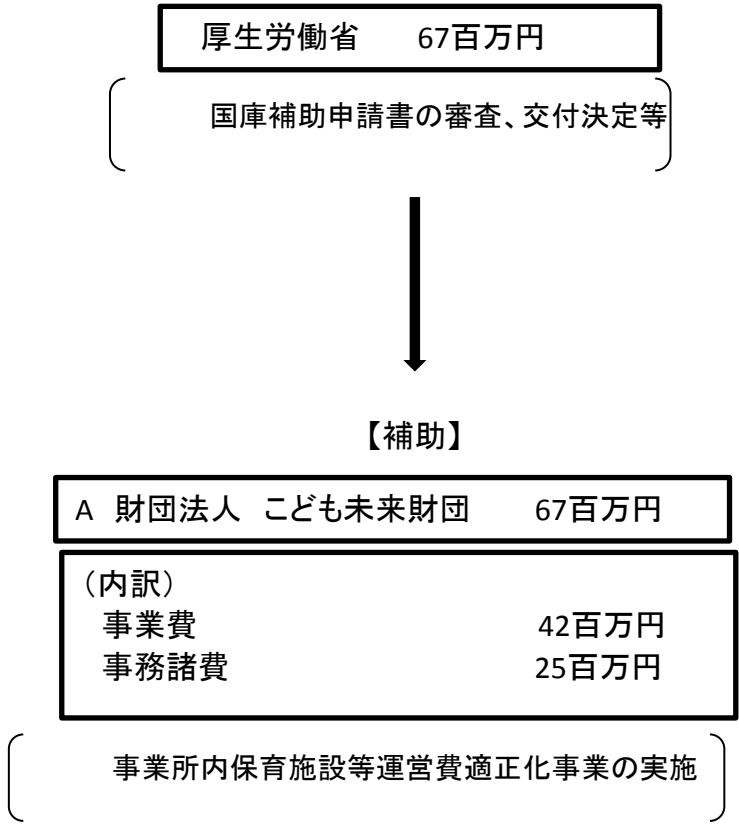 厚生労働省　　67百万円
国庫補助申請書の審査、交付決定等
【補助】
A　財団法人　こども未来財団　　67百万円
（内訳）
事業費　　42百万円
事務諸費　　25百万円
事業所内保育施設等運営費適正化事業の実施